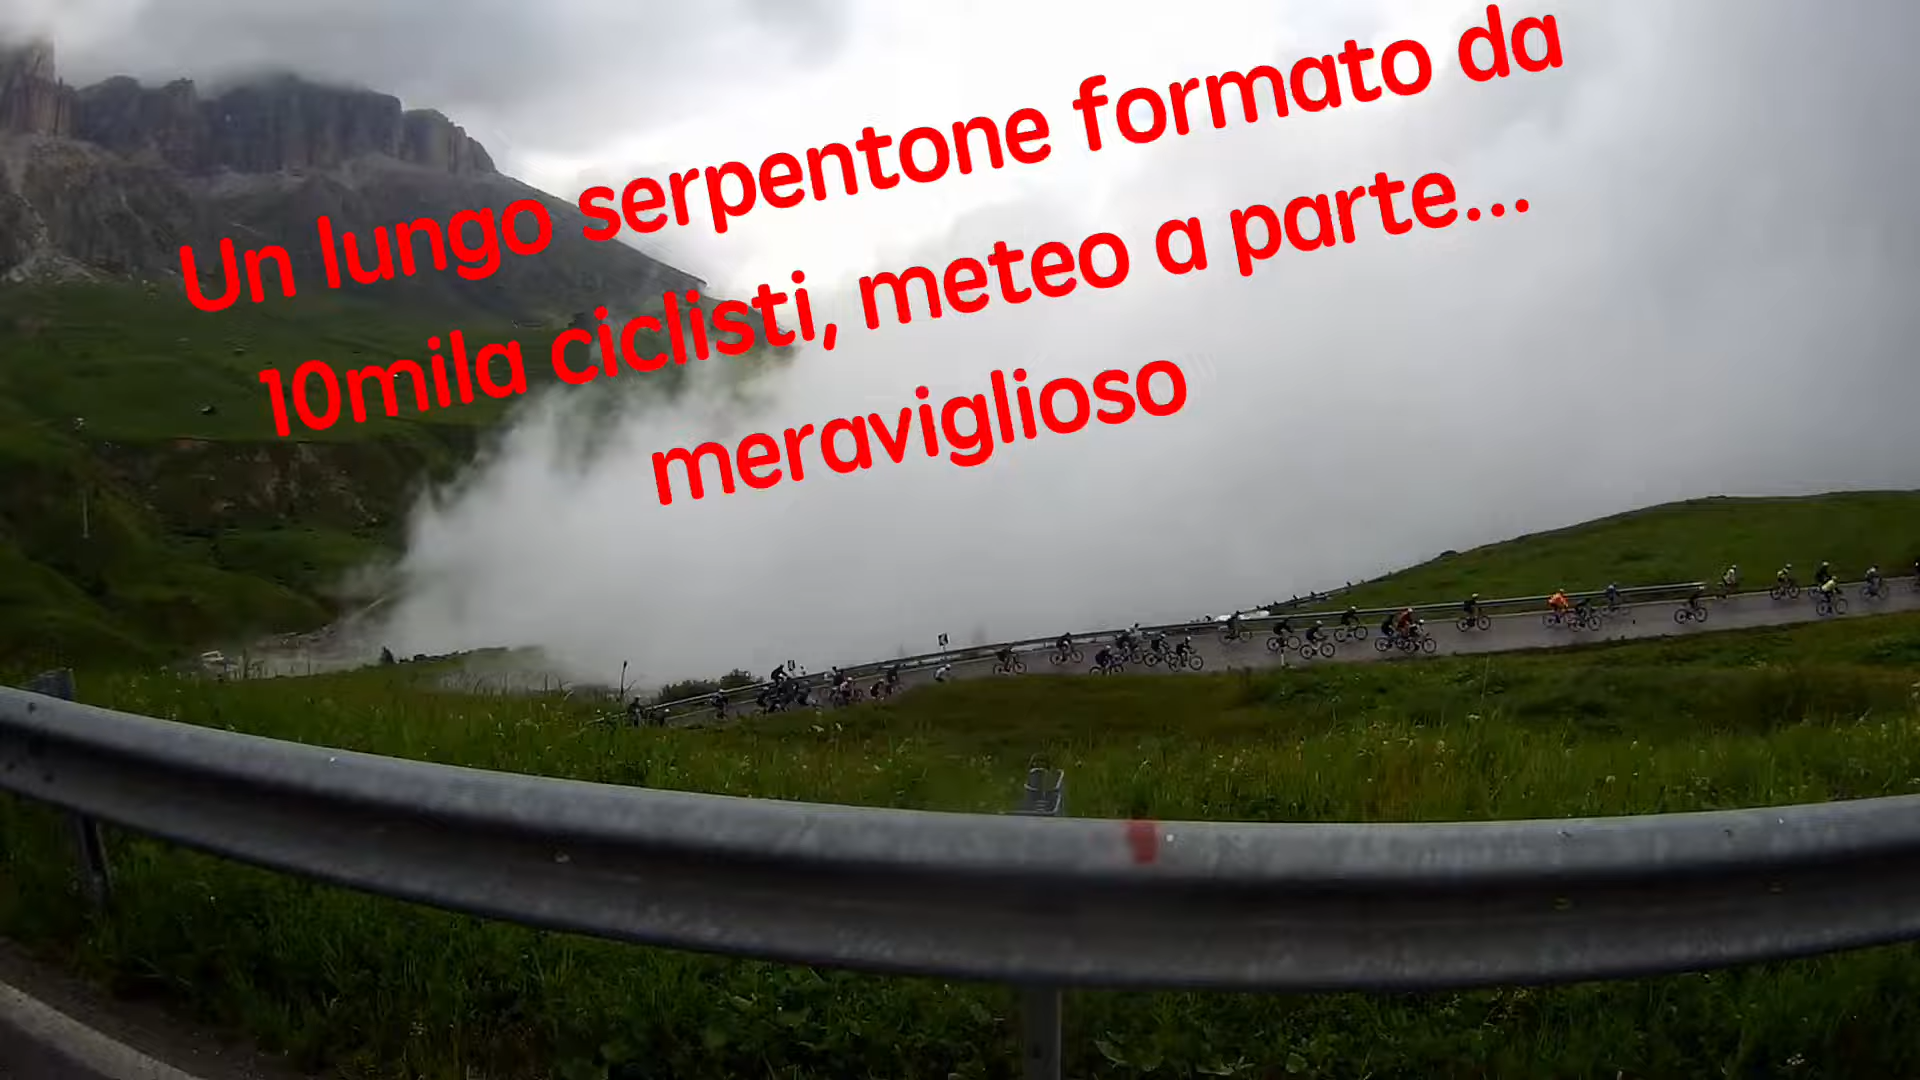 Un lungo serpentone formato da
10mila ciclisti, meteo a parte...
meraviglioso